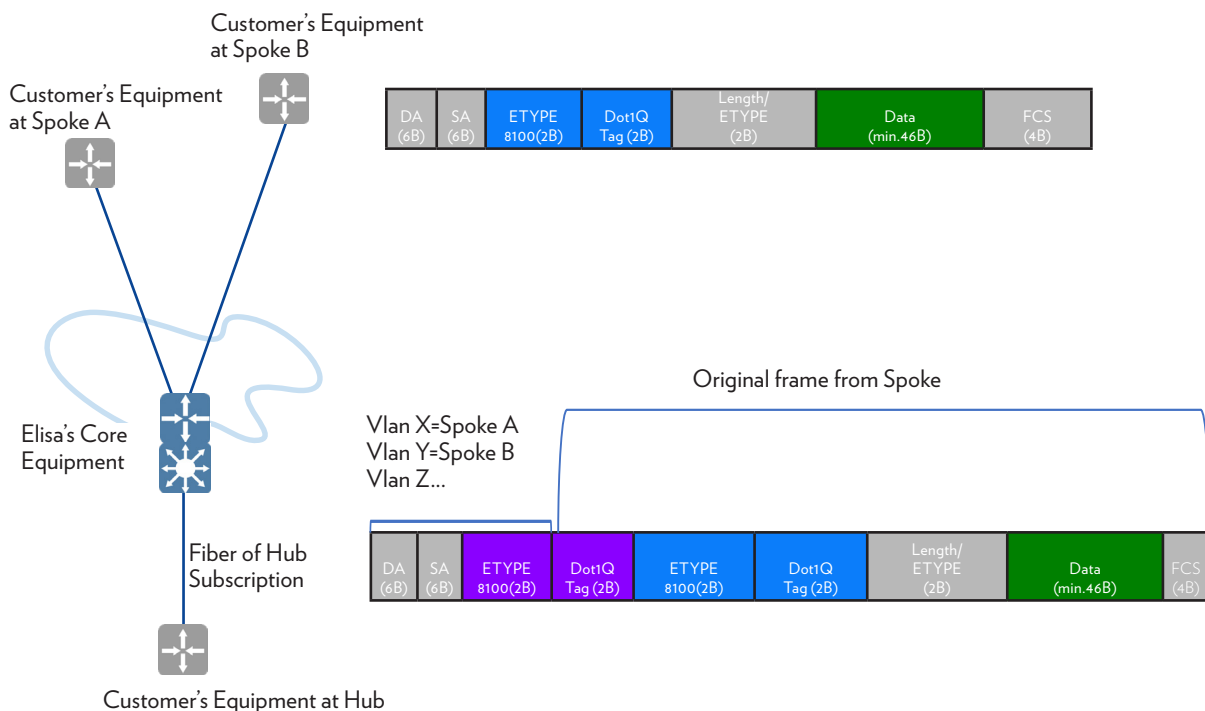 Customer's Equipment
at Spoke B
Customer's Equipment
at Spoke A
DA
(6B)
SA
(6B)
ETYPE
8100(2B)
Dot1Q
Tag (2B)
Length/
ETYPE
(2B)
Data
(min.46B)
FCS
(4B)
Original frame from Spoke
Elisa's Core
Equipment
Vlan X=Spoke A
Vlan Y=Spoke B
Vlan Z...
Fiber of Hub
Subscription
DA
(6B)
SA
(6B)
ETYPE
8100(2B)
Dot1Q
Tag (2B)
ETYPE
8100(2B)
Dot1Q
Tag (2B)
Length/
ETYPE
(2B)
Data
(min.46B)
FCS
(4B)
Customer's Equipment at Hub